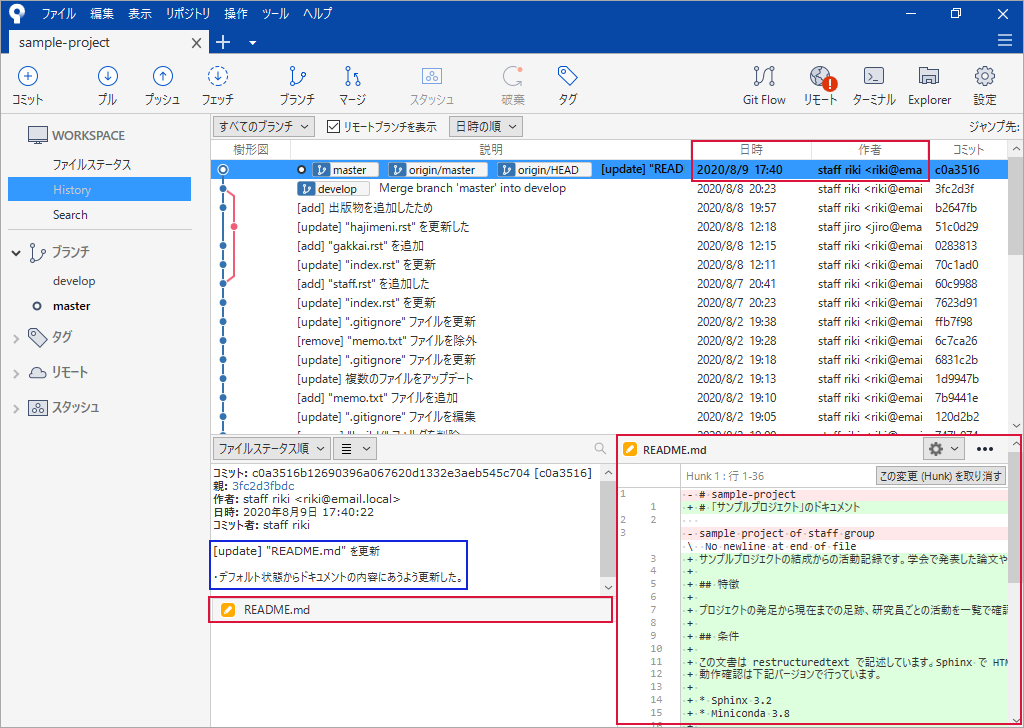 ファイル 編集 表示 リポジトリ 操作 ツール ヘルプ
sample-project
コミット プル プッシュ フェッチ ブランチ マージ スタッシュ 破棄 タグ Git Flow リモート ターミナル Explorer 設定
WORKSPACE
ファイルステータス
History
Search
ブランチ
develop
master
タグ
リモート
スタッシュ
すべてのブランチ リモートブランチを表示 日時の順 ジャンプ先:
樹形図 説明 日時 作者 コミット
master origin/master origin/HEAD [update] "READ 2020/8/9 17:40 staff riki <riki@ema c0a3516
develop Merge branch 'master' into develop 2020/8/8 20:23 staff riki <riki@emai 3fc2d3f
[add] 出版物を追加したため 2020/8/8 19:57 staff riki <riki@emai b2647fb
[update] "hajimeni.rst" を更新した 2020/8/8 12:18 staff jiro <jiro@ema 51c0d29
[add] "gakkai.rst" を追加 2020/8/8 12:15 staff riki <riki@emai 0283813
[update] "index.rst" を更新 2020/8/8 12:11 staff riki <riki@emai 70c1ad0
[add] "staff.rst" を追加した 2020/8/7 20:41 staff riki <riki@emai 60c9988
[update] "index.rst" を更新 2020/8/7 20:23 staff riki <riki@emai 7623d91
[update] ".gitignore" ファイルを更新 2020/8/2 19:38 staff riki <riki@emai ffb7f98
[remove] "memo.txt" ファイルを除外 2020/8/2 19:28 staff riki <riki@emai 6c7ca26
[update] ".gitignore" ファイルを更新 2020/8/2 19:18 staff riki <riki@emai 6831c2b
[update] 複数のファイルをアップデート 2020/8/2 19:13 staff riki <riki@emai 1d9947b
[add] "memo.txt" ファイルを追加 2020/8/2 19:10 staff riki <riki@emai 7b9441e
[update] ".gitignore" ファイルを編集 2020/8/2 19:05 staff riki <riki@emai 120d2b2
ファイルステータス順
コミット: c0a3516b12690396a067620d1332e3aeb545c704 [c0a3516]
親: 3fc2d3fbdc
作者: staff riki <riki@email.local>
日時: 2020年8月9日 17:40:22
コミット者: staff riki
[update] "README.md" を更新
・デフォルト状態からドキュメントの内容にあうよう更新した。
README.md
README.md
Hunk 1 : 行 1-36 この変更 (Hunk) を取り消す
1 - # sample-project
1 + # 「サンプルプロジェクト」のドキュメント
2 2
3 - sample project of staff group
\ No newline at end of file
3 + サンプルプロジェクトの結成からの活動記録です。学会で発表した論文や
4 +
5 + ## 特徴
6 +
7 + プロジェクトの発足から現在までの足跡、研究員ごとの活動を一覧で確認
8 +
9 + ## 条件
10 +
11 + この文書は restructuredtext で記述しています。Sphinx で HTM
12 + 動作確認は下記バージョンで行っています。
13 +
14 + * Sphinx 3.2
15 + * Miniconda 3.8